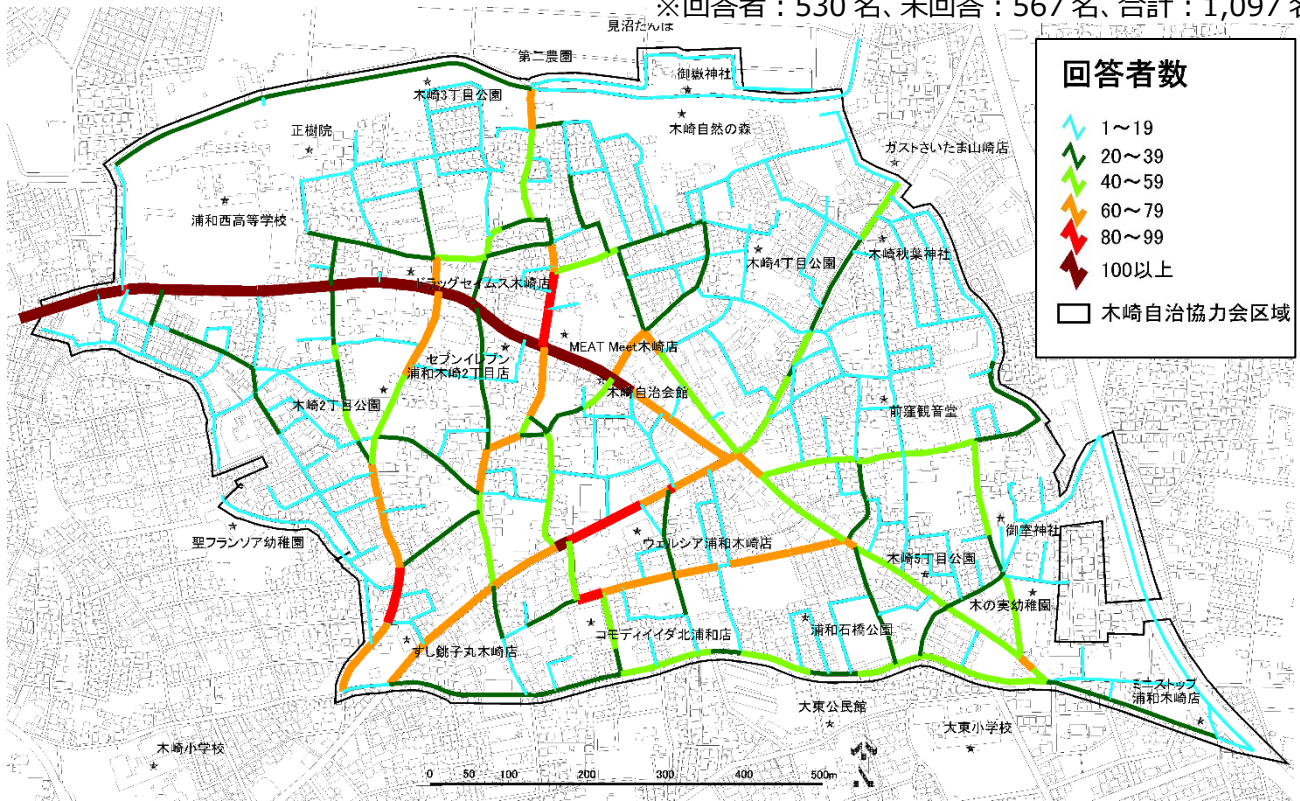 ※回答者：530 名、未回答：567 名、合計：1,097 名
見沼たんぼ
第二農園
御嶽神社
木崎3丁目公園
木崎自然の森
正樹院
ガストさいたま山崎店
浦和西高等学校
木崎4丁目公園
木崎秋葉神社
ドラッグセイムス木崎店
MEAT Meet木崎店
セブンイレブン
浦和木崎2丁目店
木崎自治会館
木崎2丁目公園
前窪観音堂
聖フランソア幼稚園
ウェルシア浦和木崎店
御幸神社
木崎5丁目公園
木の実幼稚園
コモディイイダ北浦和店
浦和石橋公園
すし銚子丸木崎店
ミニストップ
浦和木崎店
大東公民館
大東小学校
木崎小学校
0 50 100 200 300 400 500m
回答者数
1～19
20～39
40～59
60～79
80～99
100以上
木崎自治協力会区域